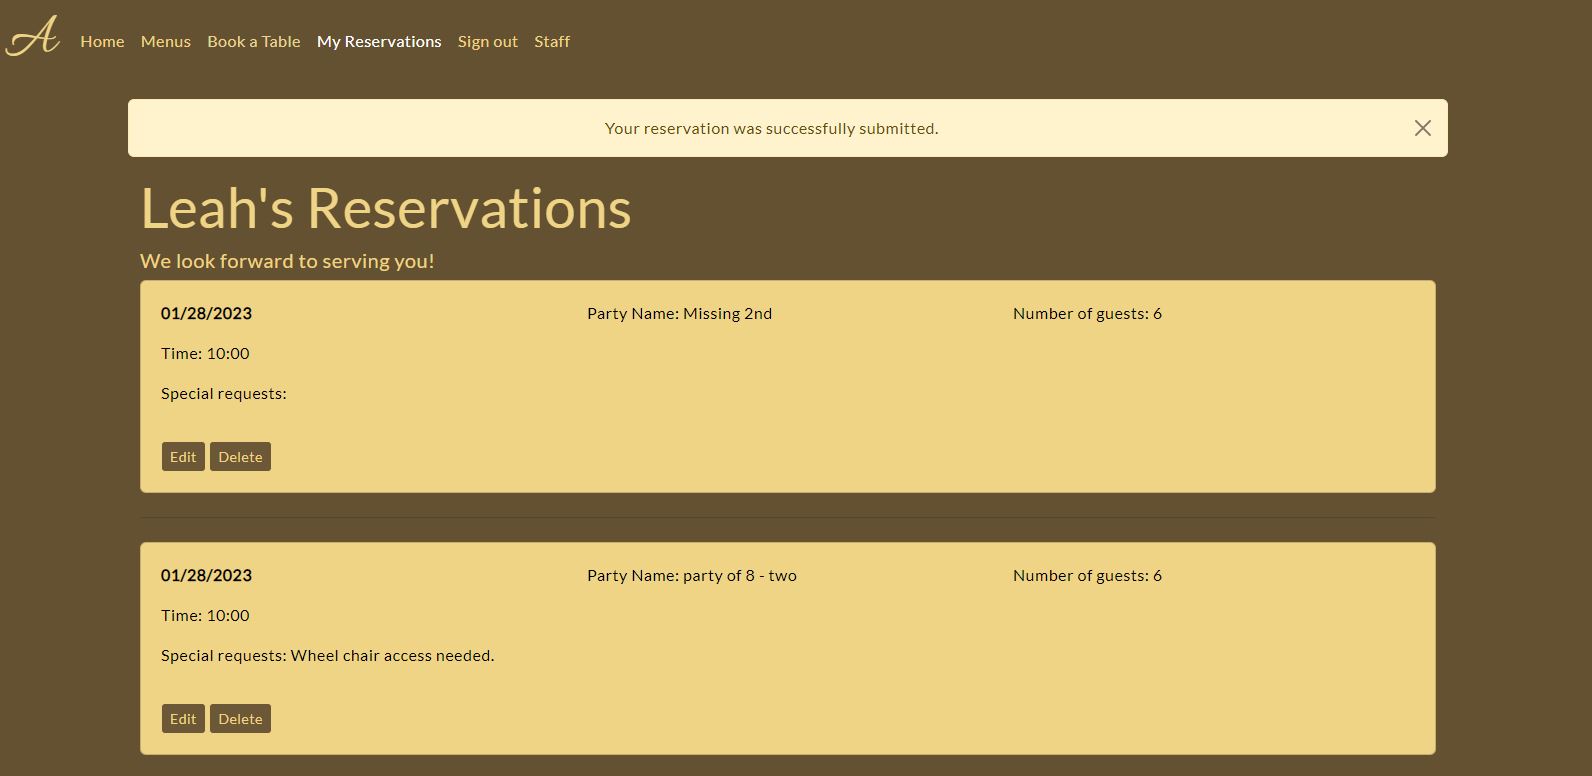 A
Home Menus Book a Table My Reservations Sign out Staff
Your reservation was successfully submitted.
Leah's Reservations
We look forward to serving you!
01/28/2023 Party Name: Missing 2nd Number of guests: 6
Time: 10:00
Special requests:
Edit Delete
01/28/2023 Party Name: party of 8 - two Number of guests: 6
Time: 10:00
Special requests: Wheel chair access needed.
Edit Delete